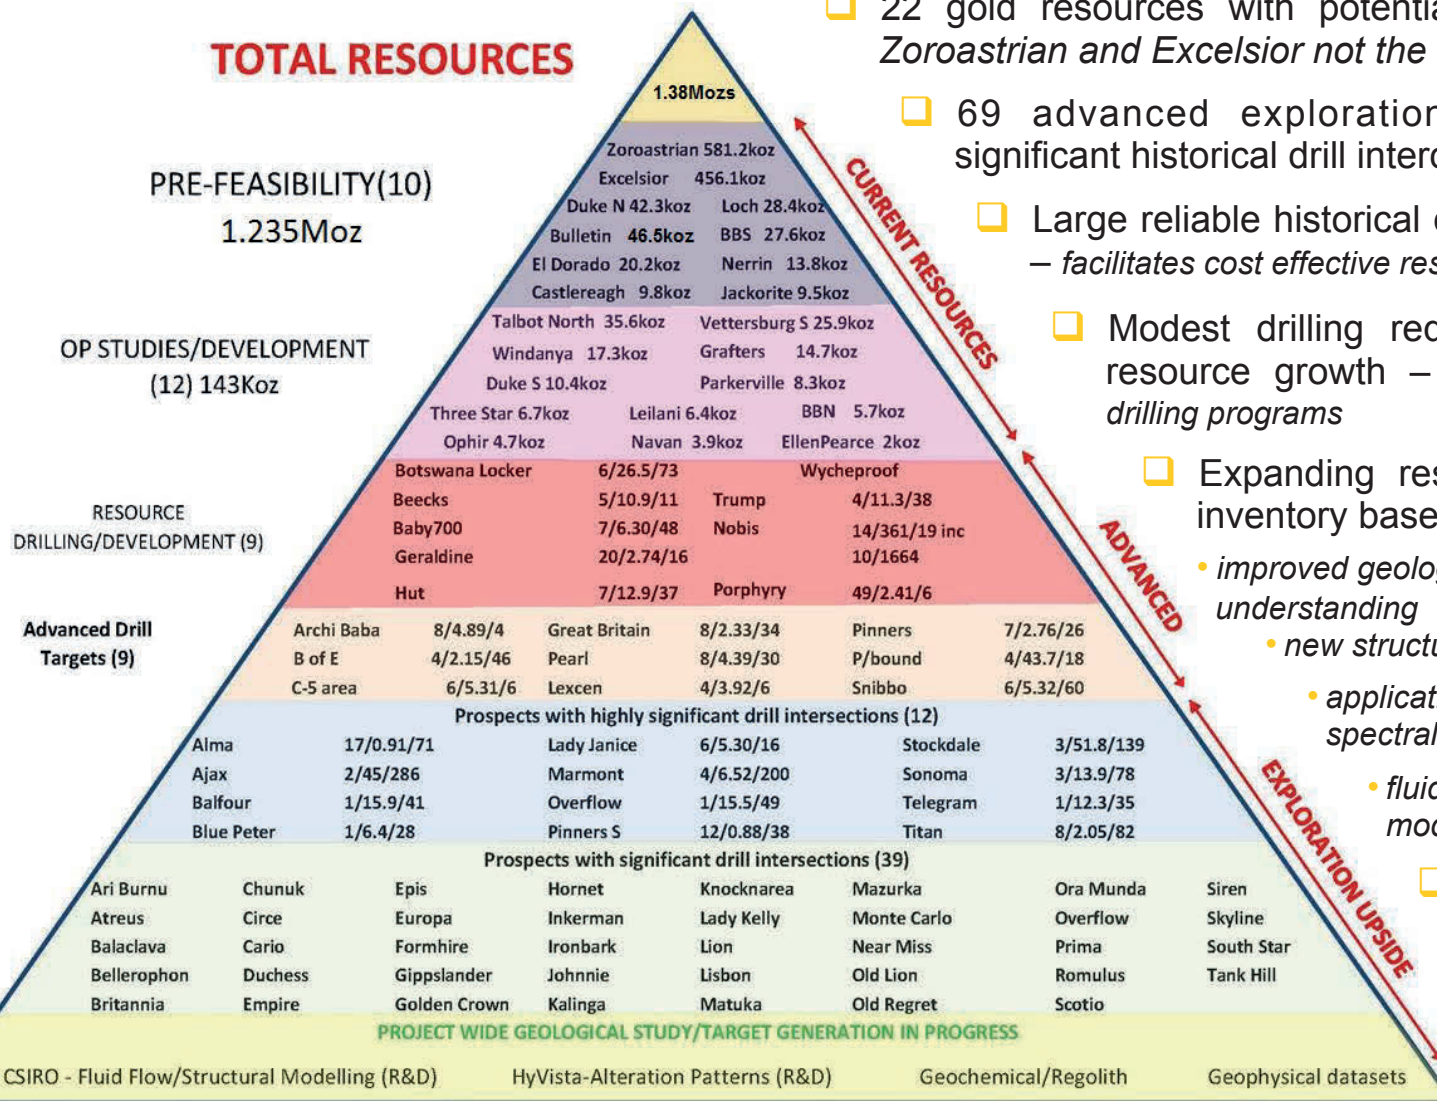 TOTAL RESOURCES
1.38Mozs
PRE-FEASIBILITY(10)
1.235Moz
Zoroastrian 581.2koz
Excelsior 456.1koz
Duke N 42.3koz Loch 28.4koz
Bulletin 46.5koz BBS 27.6koz
El Dorado 20.2koz Nerrin 13.8koz
Castlereagh 9.8koz Jackorite 9.5koz
OP STUDIES/DEVELOPMENT
(12) 143Koz
Talbot North 35.6koz Vettersburg S 25.9koz
Windanya 17.3koz Grafters 14.7koz
Duke S 10.4koz Parkerville 8.3koz
Three Star 6.7koz Leilani 6.4koz BBN 5.7koz
Ophir 4.7koz Navan 3.9koz EllenPearce 2koz
CURRENT RESOURCES
RESOURCE
DRILLING/DEVELOPMENT (9)
Botswana Locker 6/26.5/73 Wycheproof
Beecks 5/10.9/11 Trump 4/11.3/38
Baby700 7/6.30/48 Nobis 14/361/19 inc
Geraldine 20/2.74/16 10/1664
Hut 7/12.9/37 Porphyry 49/2.41/6
Advanced Drill
Targets (9)
Archi Baba 8/4.89/4 Great Britain 8/2.33/34 Pinners 7/2.76/26
B of E 4/2.15/46 Pearl 8/4.39/30 P/bound 4/43.7/18
C-5 area 6/5.31/6 Lexcen 4/3.92/6 Snibbo 6/5.32/60
ADVANCED
Prospects with highly significant drill intersections (12)
Alma 17/0.91/71 Lady Janice 6/5.30/16 Stockdale 3/51.8/139
Ajax 2/45/286 Marmont 4/6.52/200 Sonoma 3/13.9/78
Balfour 1/15.9/41 Overflow 1/15.5/49 Telegram 1/12.3/35
Blue Peter 1/6.4/28 Pinners S 12/0.88/38 Titan 8/2.05/82
Prospects with significant drill intersections (39)
Ari Burnu Chunuk Epis Hornet Knocknarea Mazurka Ora Munda Siren
Atreus Circe Europa Inkerman Lady Kelly Monte Carlo Overflow Skyline
Balaclava Cario Formhire Ironbark Lion Near Miss Prima South Star
Bellerophon Duchess Gippslander Johnnie Lisbon Old Lion Romulus Tank Hill
Britannia Empire Golden Crown Kalinga Matuka Old Regret Scotio
EXPLORATION UPSIDE
PROJECT WIDE GEOLOGICAL STUDY/TARGET GENERATION IN PROGRESS
CSIRO - Fluid Flow/Structural Modelling (R&D) HyVista-Alteration Patterns (R&D) Geochemical/Regolith Geophysical datasets
22 gold resources with potentia
Zoroastrian and Excelsior not the
69 advanced exploration
significant historical drill interc
Large reliable historical
– facilitates cost effective res
Modest drilling rec
resource growth –
drilling programs
Expanding res
inventory base
• improved geolog
understanding
• new structu
• applicat
spectral
• fluid
mod